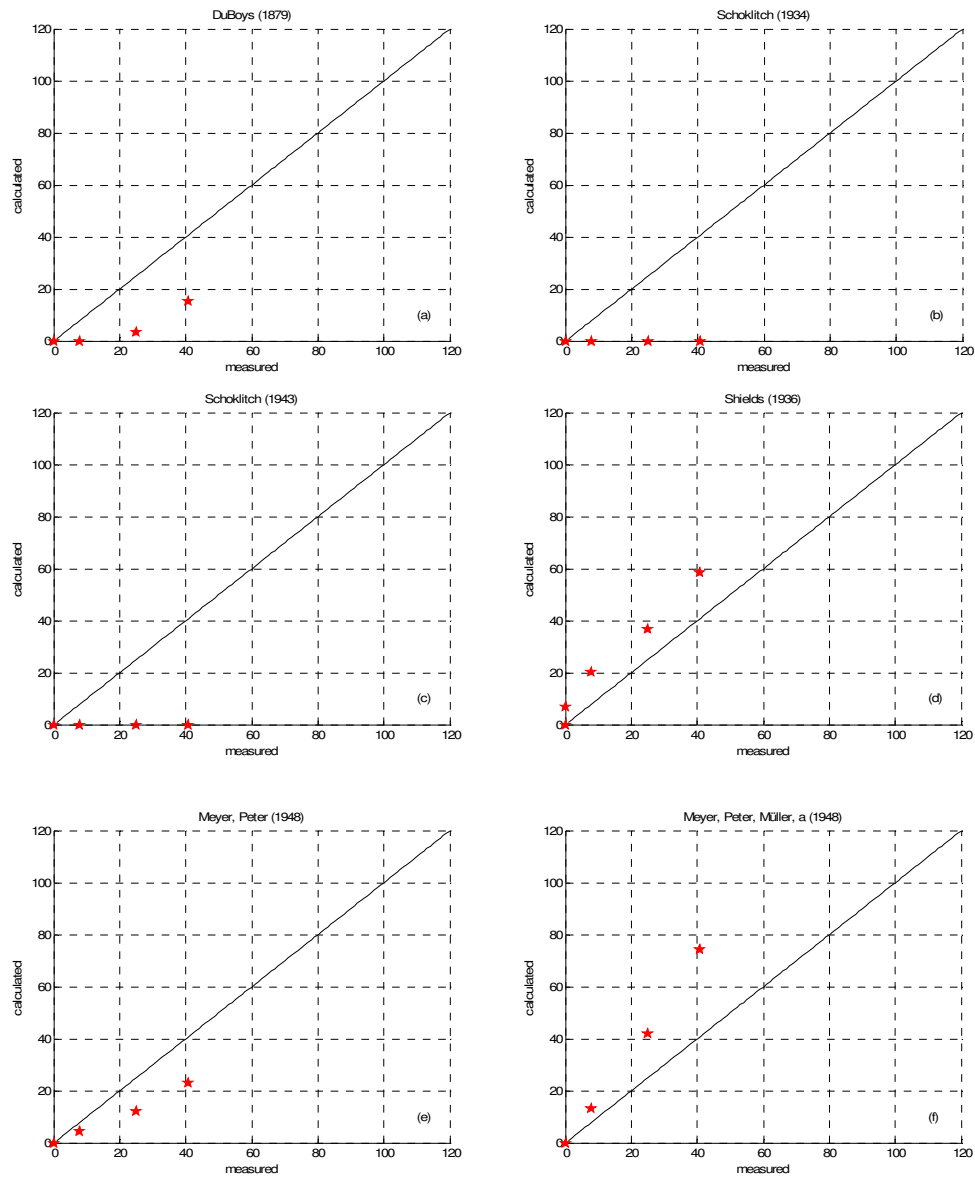 DuBoys (1879)
120
100
80
60
40
20
0
calculated
0 20 40 60 80 100 120
measured
(a)
Schoklitch (1934)
120
100
80
60
40
20
0
calculated
0 20 40 60 80 100 120
measured
(b)
Schoklitch (1943)
120
100
80
60
40
20
0
calculated
0 20 40 60 80 100 120
measured
(c)
Shields (1936)
120
100
80
60
40
20
0
calculated
0 20 40 60 80 100 120
measured
(d)
Meyer, Peter (1948)
120
100
80
60
40
20
0
calculated
0 20 40 60 80 100 120
measured
(e)
Meyer, Peter, Müller, a (1948)
120
100
80
60
40
20
0
calculated
0 20 40 60 80 100 120
measured
(f)